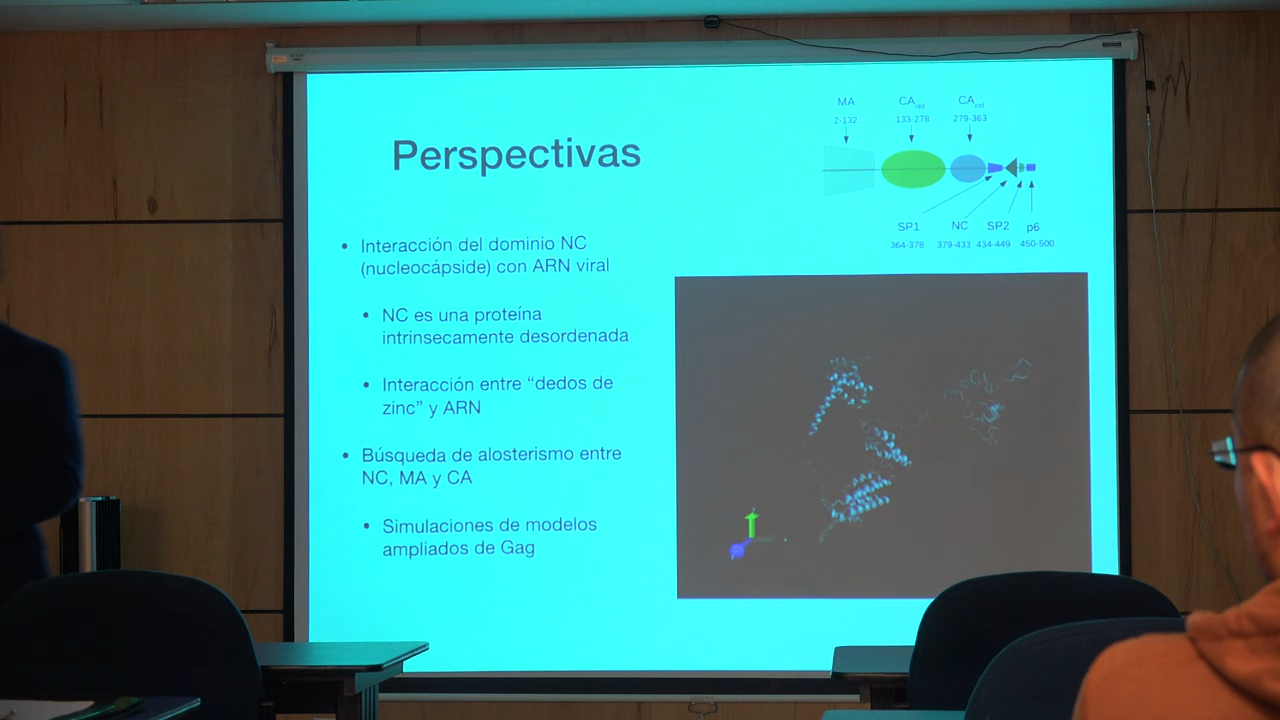 Perspectivas
• Interacción del dominio NC
(nucleocápside) con ARN viral
• NC es una proteína
intrinsecamente desordenada
• Interacción entre “dedos de
zinc” y ARN
• Búsqueda de alosterismo entre
NC, MA y CA
• Simulaciones de modelos
ampliados de Gag
MA CA CA
2-132 133-278 279-363
SP1 NC SP2 p6
364-378 379-433 434-449 450-500